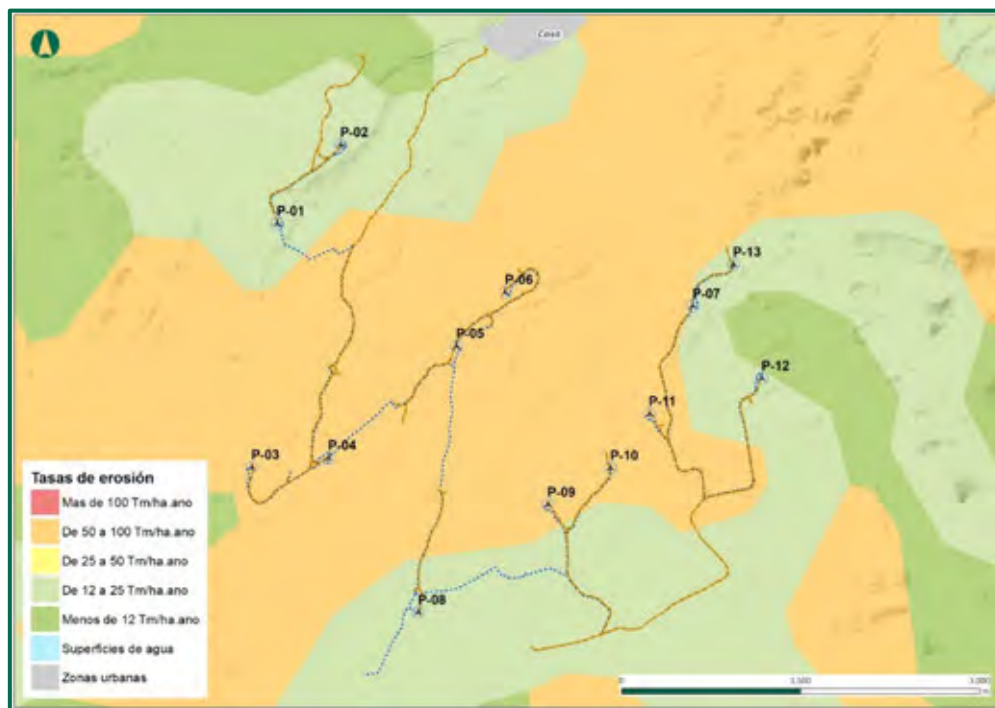 Caso
P-02
P-01
P-13
P-06
P-07
P-05
P-12
P-11
P-04
P-03
P-10
P-09
P-08
Tasas de erosión
Mas de 100 Tm/ha.ano
De 50 a 100 Tm/ha.ano
De 25 a 50 Tm/ha.ano
De 12 a 25 Tm/ha.ano
Menos de 12 Tm/ha.ano
Superficies de agua
Zonas urbanas
0
1.500
3.000
m